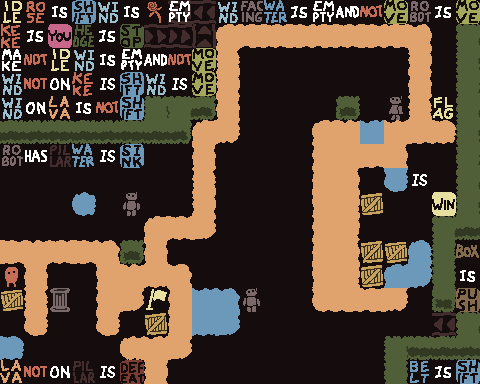 IDLE ROSE IS SHIFT WIND IS EMPTY WIND FACING WATER IS EMPTY AND NOT MOVE ROBOT IS MOVE
KEKE IS YOU HEDGE IS STOP MOVE
MAKE NOT IDLE WIND IS EMPTY AND NOT MOVE
WIND NOT ON KEKE IS SHIFT WIND IS MOVE
WIND ON LAVA IS NOT SHIFT FLAG
ROBOT HAS PILLAR WATER IS SINK
IS
WIN
BOX
IS
PUSH
LAVA NOT ON PILLAR IS DEFEAT BELT IS SHIFT